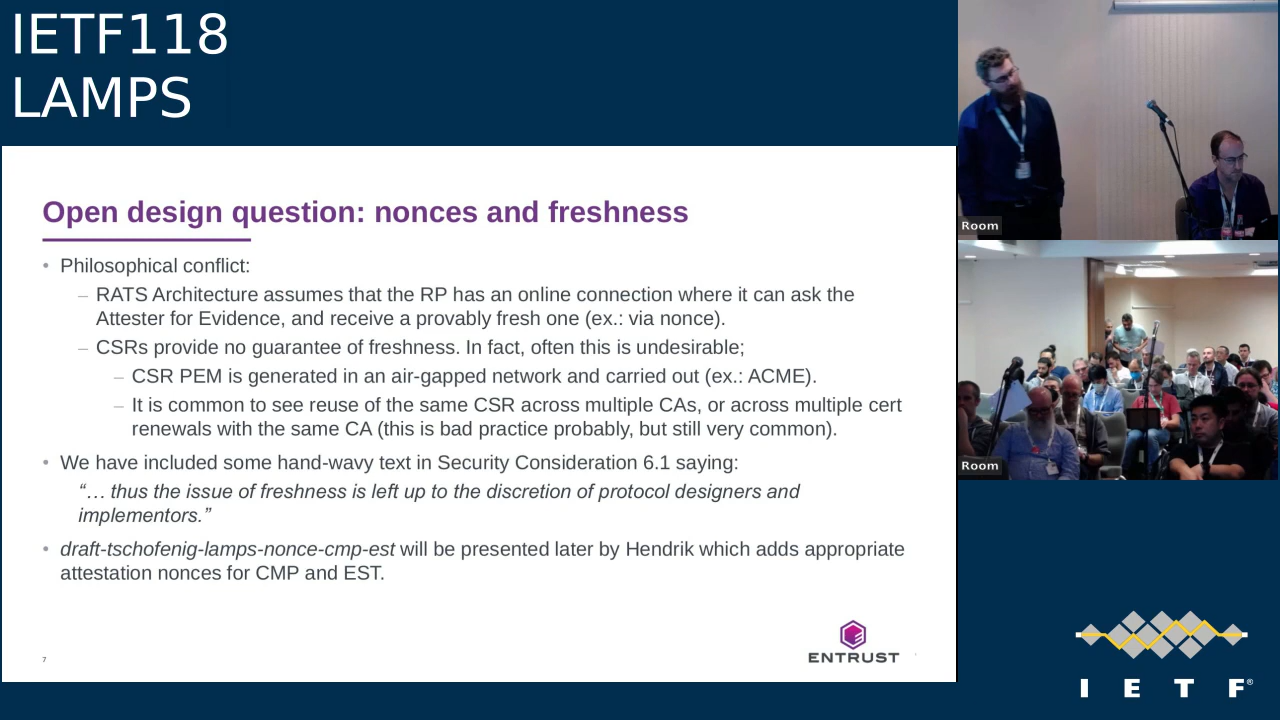 IETF118
LAMPS
Open design question: nonces and freshness
• Philosophical conflict:
– RATS Architecture assumes that the RP has an online connection where it can ask the
Attester for Evidence, and receive a provably fresh one (ex.: via nonce).
– CSRs provide no guarantee of freshness. In fact, often this is undesirable;
– CSR PEM is generated in an air-gapped network and carried out (ex.: ACME).
– It is common to see reuse of the same CSR across multiple CAs, or across multiple cert
renewals with the same CA (this is bad practice probably, but still very common).
• We have included some hand-wavy text in Security Consideration 6.1 saying:
“… thus the issue of freshness is left up to the discretion of protocol designers and
implementors.”
• draft-tschofenig-lamps-nonce-cmp-est will be presented later by Hendrik which adds appropriate
attestation nonces for CMP and EST.
7
ENTRUST
Room
Room
I E T F®